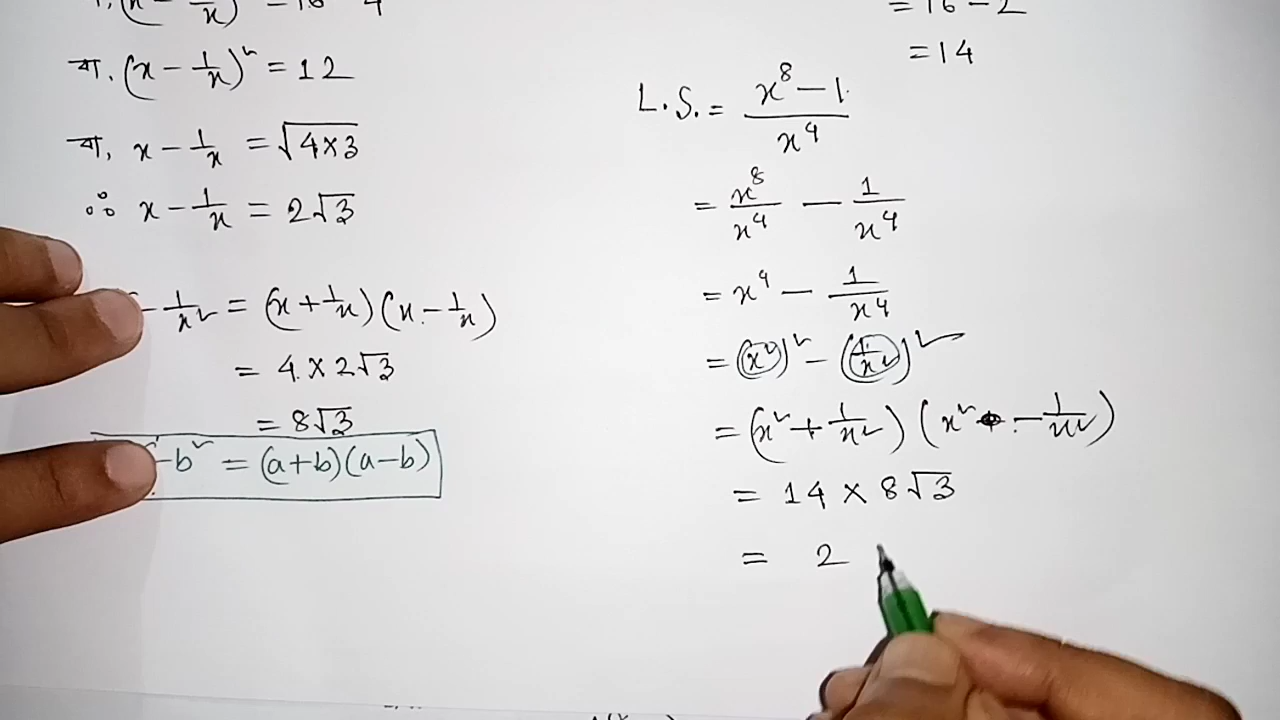 বা, (x − 1/x)² = 12
বা, x − 1/x = √(4×3)
∴ x − 1/x = 2√3
− 1/x² = (x + 1/x)(x − 1/x)
= 4 × 2√3
= 8√3
−b² = (a+b)(a−b)
= 16 − 2
= 14
L.S. = (x⁸ − 1)/x⁴
= x⁸/x⁴ − 1/x⁴
= x⁴ − 1/x⁴
= (x²)² − (1/x²)²
= (x² + 1/x²)(x² − 1/x²)
= 14 × 8√3
= 2